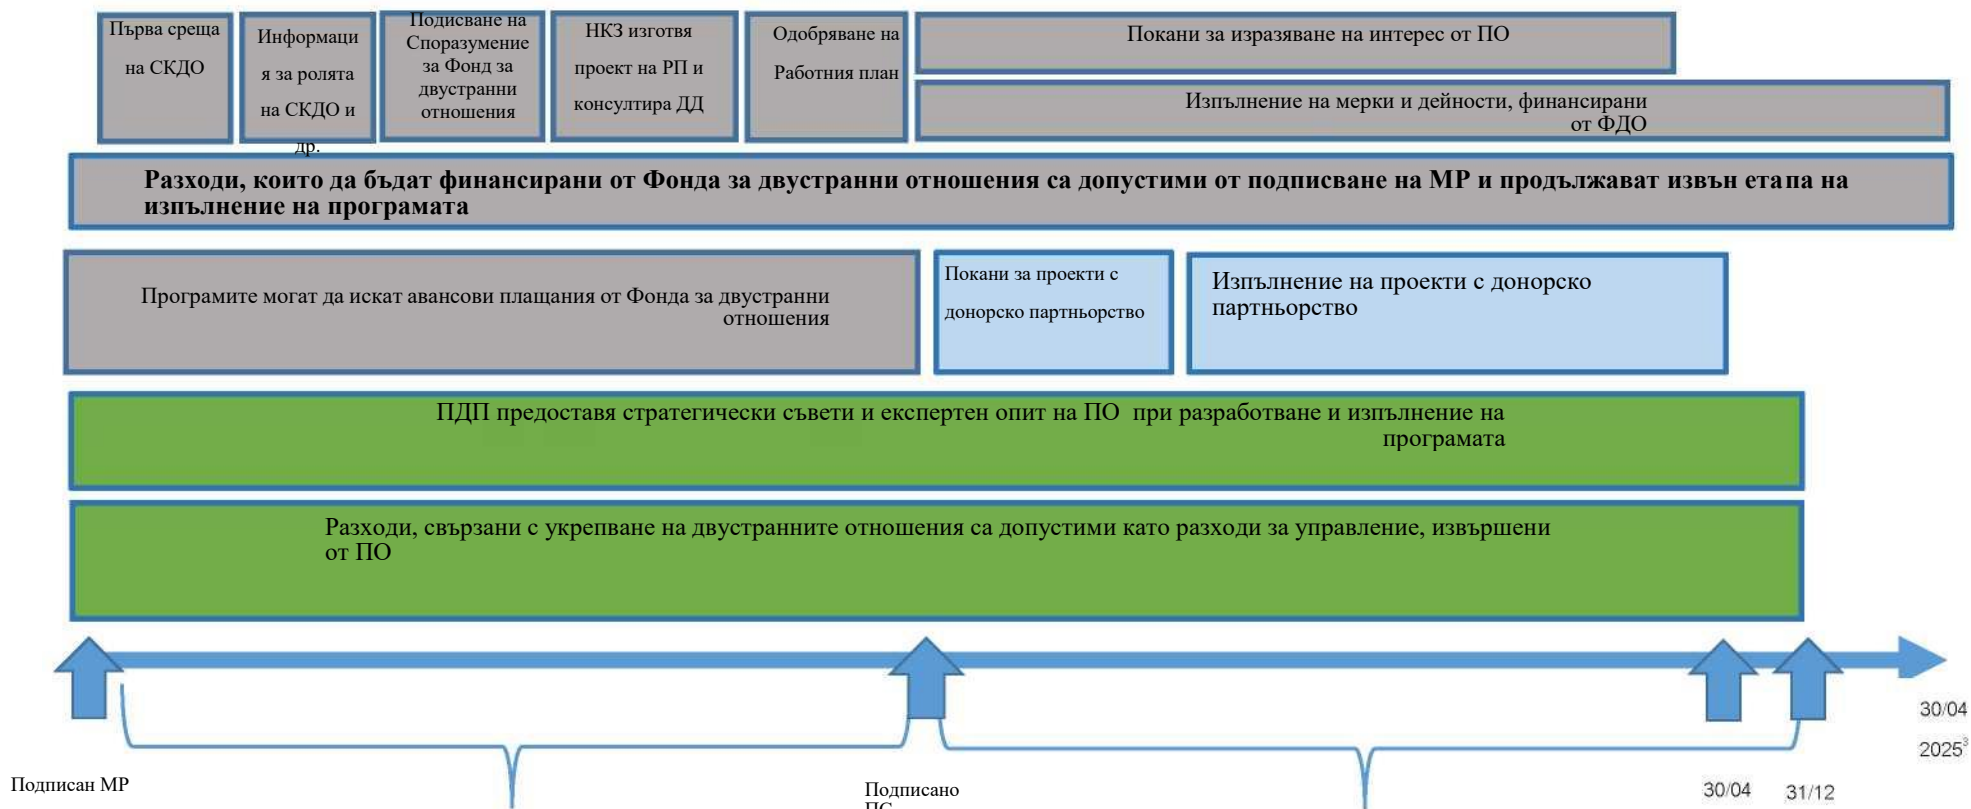 Първа среща
на СКДО
Информаци
я за ролята
на СКДО и
др.
Подисване на
Споразумение
за Фонд за
двустранни
отношения
НКЗ изготвя
проект на РП и
консултира ДД
Одобряване на
Работния план
Покани за изразяване на интерес от ПО
Изпълнение на мерки и дейности, финансирани
от ФДО
Разходи, които да бъдат финансирани от Фонда за двустранни отношения са допустими от подписване на МР и продължават извън етапа на
изпълнение на програмата
Програмите могат да искат авансови плащания от Фонда за двустранни
отношения
Покани за проекти с
донорско партньорство
Изпълнение на проекти с донорско
партньорство
ПДП предоставя стратегически съвети и експертен опит на ПО при разработване и изпълнение на
програмата
Разходи, свързани с укрепване на двустранните отношения са допустими като разходи за управление, извършени
от ПО
30/04
2025³
Подписан МР
Подписано
ПС
30/04
31/12